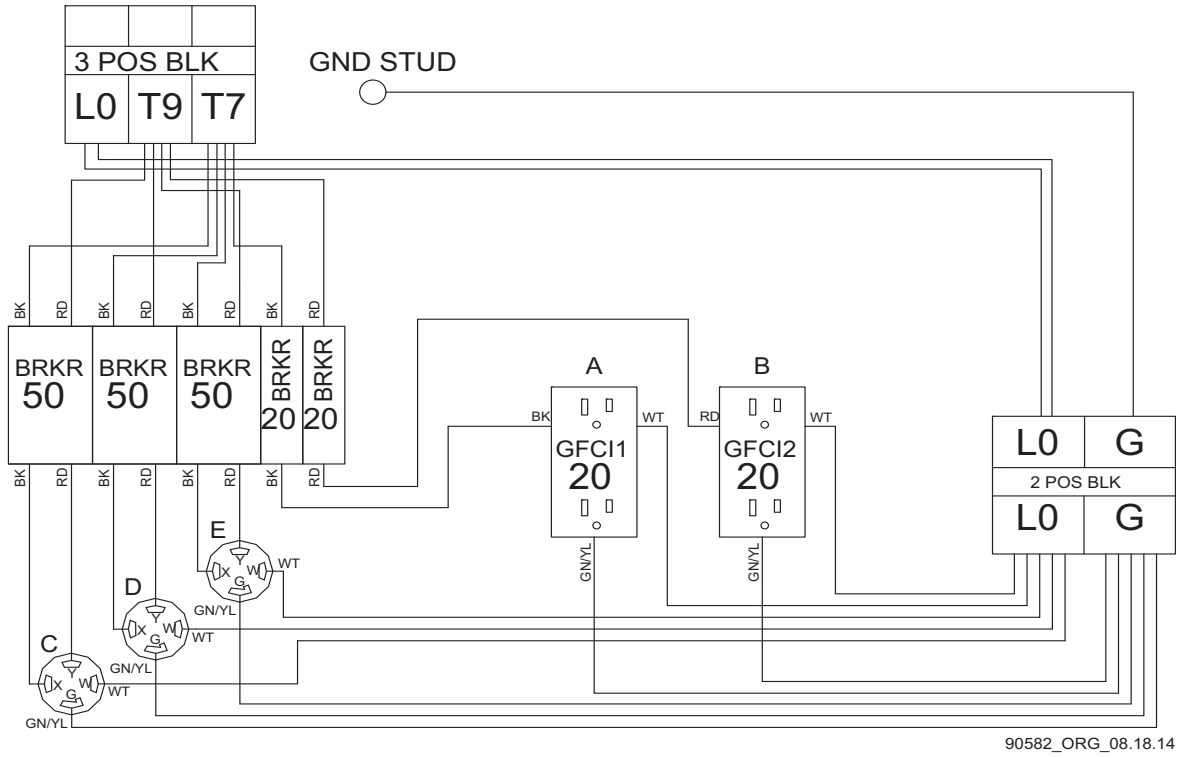 3 POS BLK
L0 T9 T7
GND STUD
BK RD BK RD BK RD BK RD
BRKR 50
BRKR 50
BRKR 50
BRKR 20
BRKR 20
BK RD BK RD BK RD BK RD
A
BK
WT
GFCI1
20
GN/YL
B
RD
WT
GFCI2
20
GN/YL
L0 G
2 POS BLK
L0 G
E
X Y W G
WT
GN/YL
D
X Y W G
WT
GN/YL
C
X Y W G
WT
GN/YL
90582_ORG_08.18.14